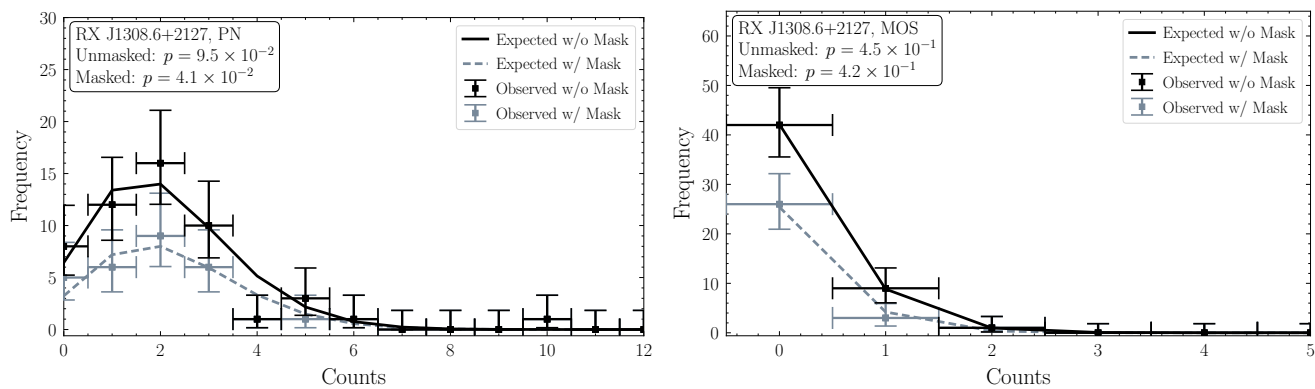 RX J1308.6+2127, PN
Unmasked: p = 9.5 × 10⁻²
Masked: p = 4.1 × 10⁻²
Expected w/o Mask
Expected w/ Mask
Observed w/o Mask
Observed w/ Mask
30
25
20
15
10
5
0
Frequency
0 2 4 6 8 10 12
Counts
RX J1308.6+2127, MOS
Unmasked: p = 4.5 × 10⁻¹
Masked: p = 4.2 × 10⁻¹
Expected w/o Mask
Expected w/ Mask
Observed w/o Mask
Observed w/ Mask
60
50
40
30
20
10
0
Frequency
0 1 2 3 4 5
Counts